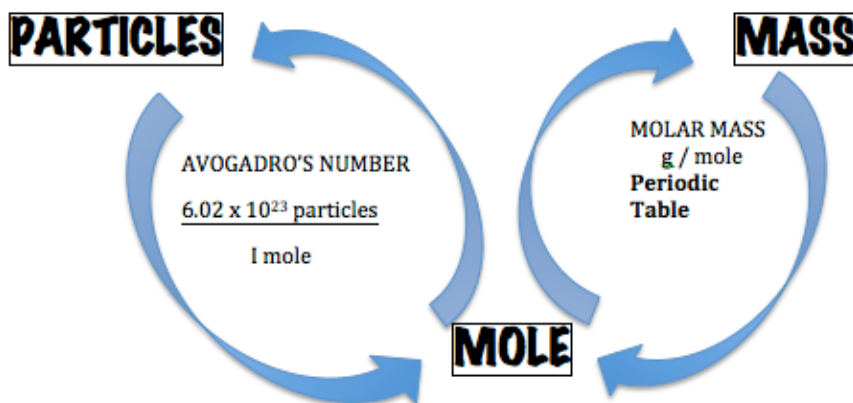 PARTICLES
MASS
AVOGADRO'S NUMBER
6.02 x 10²³ particles
I mole
MOLAR MASS
g / mole
Periodic
Table
MOLE